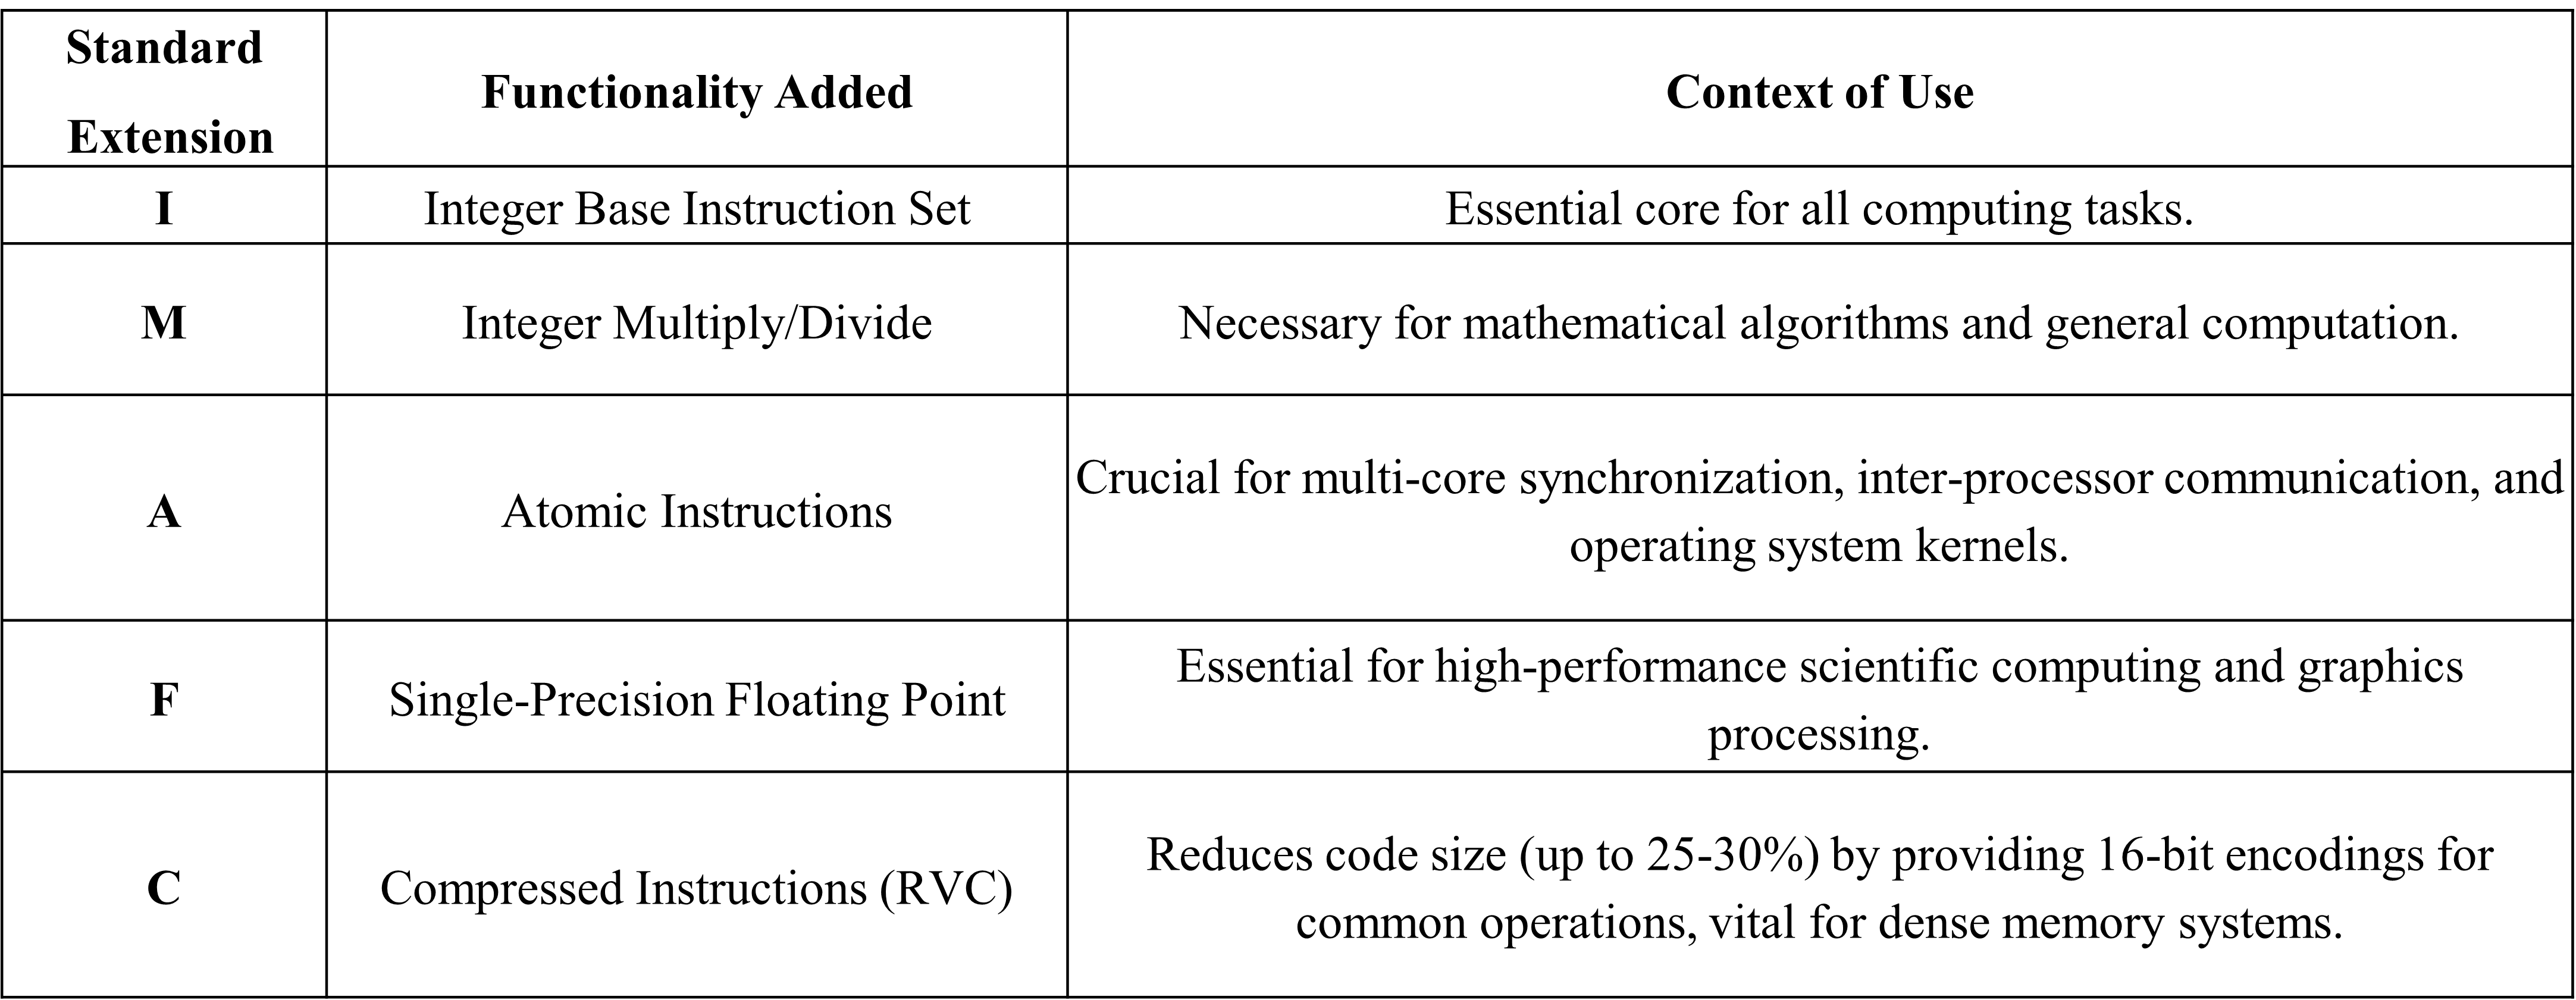 Standard
Extension
Functionality Added
Context of Use
I
Integer Base Instruction Set
Essential core for all computing tasks.
M
Integer Multiply/Divide
Necessary for mathematical algorithms and general computation.
A
Atomic Instructions
Crucial for multi-core synchronization, inter-processor communication, and
operating system kernels.
F
Single-Precision Floating Point
Essential for high-performance scientific computing and graphics
processing.
C
Compressed Instructions (RVC)
Reduces code size (up to 25-30%) by providing 16-bit encodings for
common operations, vital for dense memory systems.